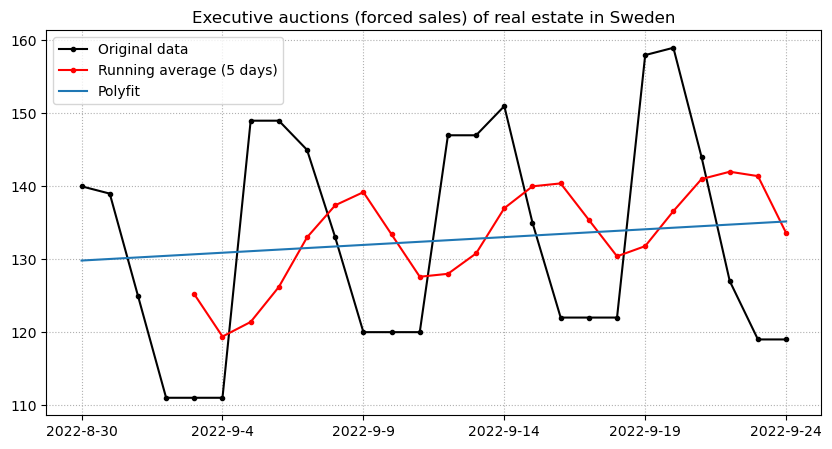 Executive auctions (forced sales) of real estate in Sweden
Original data
Running average (5 days)
Polyfit
160
150
140
130
120
110
2022-8-30 2022-9-4 2022-9-9 2022-9-14 2022-9-19 2022-9-24